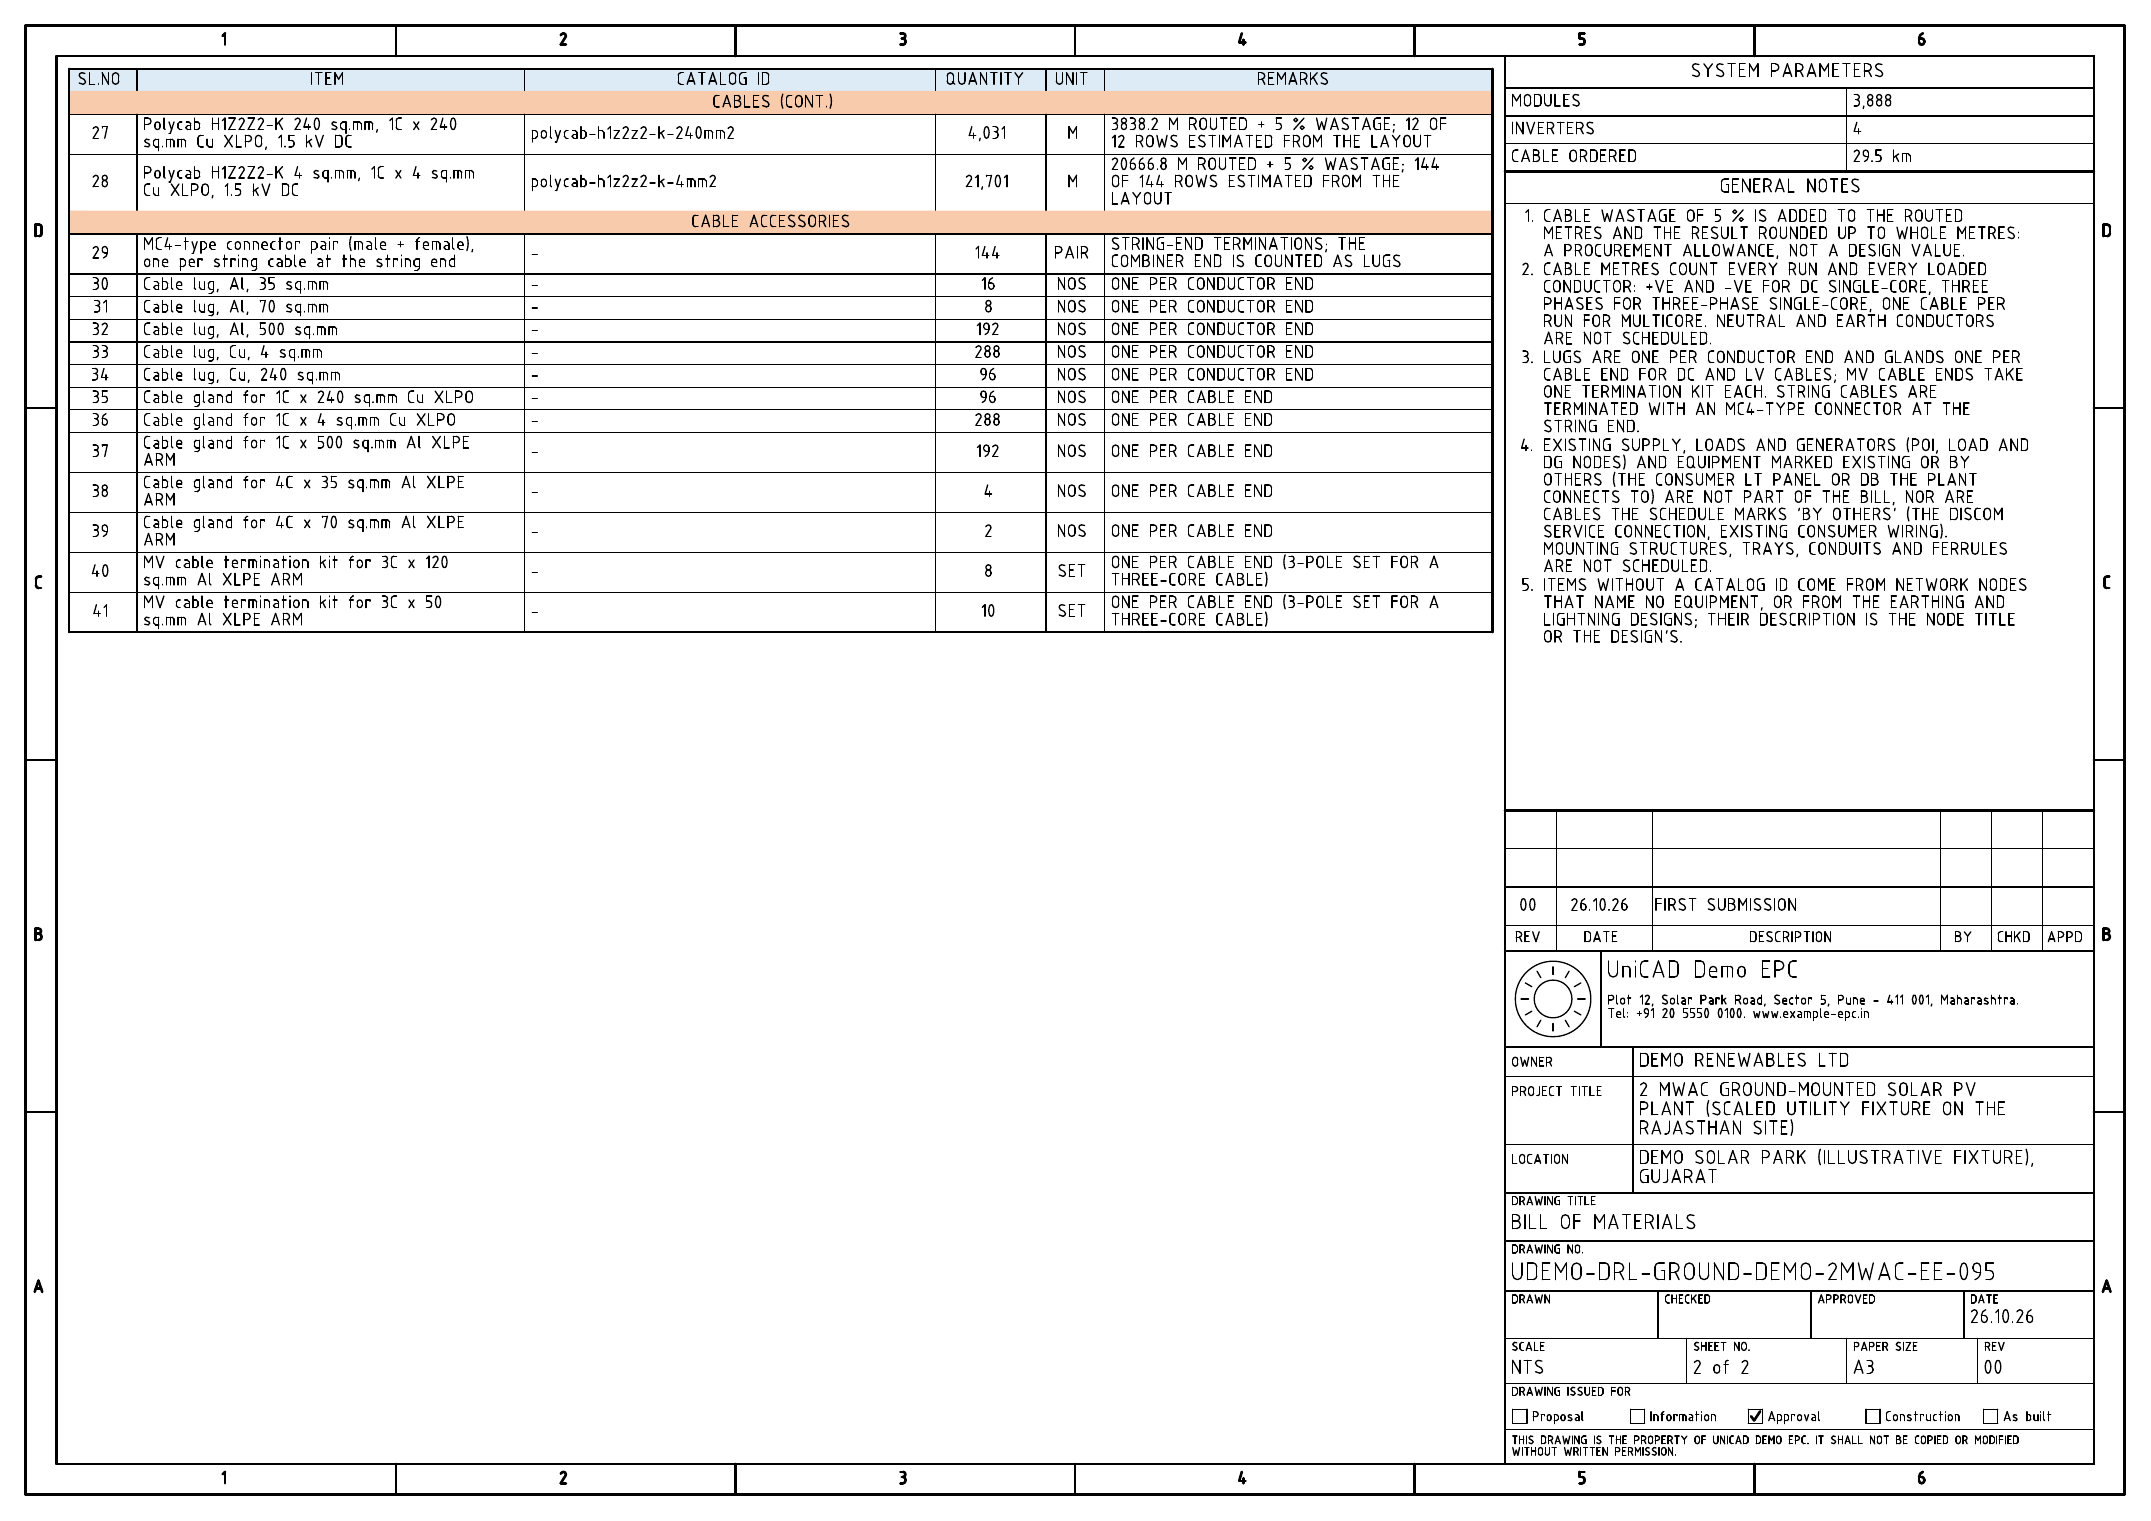 1 2 3 4 5 6
SL.NO ITEM CATALOG ID QUANTITY UNIT REMARKS
CABLES (CONT.)
27 Polycab H1Z2Z2-K 240 sq.mm, 1C x 240 sq.mm Cu XLPO, 1.5 kV DC polycab-h1z2z2-k-240mm2 4,031 M 3838.2 M ROUTED + 5 % WASTAGE; 12 OF 12 ROWS ESTIMATED FROM THE LAYOUT
28 Polycab H1Z2Z2-K 4 sq.mm, 1C x 4 sq.mm Cu XLPO, 1.5 kV DC polycab-h1z2z2-k-4mm2 21,701 M 20666.8 M ROUTED + 5 % WASTAGE; 144 OF 144 ROWS ESTIMATED FROM THE LAYOUT
CABLE ACCESSORIES
29 MC4-type connector pair (male + female), one per string cable at the string end - 144 PAIR STRING-END TERMINATIONS; THE COMBINER END IS COUNTED AS LUGS
30 Cable lug, Al, 35 sq.mm - 16 NOS ONE PER CONDUCTOR END
31 Cable lug, Al, 70 sq.mm - 8 NOS ONE PER CONDUCTOR END
32 Cable lug, Al, 500 sq.mm - 192 NOS ONE PER CONDUCTOR END
33 Cable lug, Cu, 4 sq.mm - 288 NOS ONE PER CONDUCTOR END
34 Cable lug, Cu, 240 sq.mm - 96 NOS ONE PER CONDUCTOR END
35 Cable gland for 1C x 240 sq.mm Cu XLPO - 96 NOS ONE PER CABLE END
36 Cable gland for 1C x 4 sq.mm Cu XLPO - 288 NOS ONE PER CABLE END
37 Cable gland for 1C x 500 sq.mm Al XLPE ARM - 192 NOS ONE PER CABLE END
38 Cable gland for 4C x 35 sq.mm Al XLPE ARM - 4 NOS ONE PER CABLE END
39 Cable gland for 4C x 70 sq.mm Al XLPE ARM - 2 NOS ONE PER CABLE END
40 MV cable termination kit for 3C x 120 sq.mm Al XLPE ARM - 8 SET ONE PER CABLE END (3-POLE SET FOR A THREE-CORE CABLE)
41 MV cable termination kit for 3C x 50 sq.mm Al XLPE ARM - 10 SET ONE PER CABLE END (3-POLE SET FOR A THREE-CORE CABLE)
SYSTEM PARAMETERS
MODULES 3,888
INVERTERS 4
CABLE ORDERED 29.5 km
GENERAL NOTES
1. CABLE WASTAGE OF 5 % IS ADDED TO THE ROUTED
METRES AND THE RESULT ROUNDED UP TO WHOLE METRES:
A PROCUREMENT ALLOWANCE, NOT A DESIGN VALUE.
2. CABLE METRES COUNT EVERY RUN AND EVERY LOADED
CONDUCTOR: +VE AND -VE FOR DC SINGLE-CORE, THREE
PHASES FOR THREE-PHASE SINGLE-CORE, ONE CABLE PER
RUN FOR MULTICORE. NEUTRAL AND EARTH CONDUCTORS
ARE NOT SCHEDULED.
3. LUGS ARE ONE PER CONDUCTOR END AND GLANDS ONE PER
CABLE END FOR DC AND LV CABLES; MV CABLE ENDS TAKE
ONE TERMINATION KIT EACH. STRING CABLES ARE
TERMINATED WITH AN MC4-TYPE CONNECTOR AT THE
STRING END.
4. EXISTING SUPPLY, LOADS AND GENERATORS (POI, LOAD AND
DG NODES) AND EQUIPMENT MARKED EXISTING OR BY
OTHERS (THE CONSUMER LT PANEL OR DB THE PLANT
CONNECTS TO) ARE NOT PART OF THE BILL, NOR ARE
CABLES THE SCHEDULE MARKS 'BY OTHERS' (THE DISCOM
SERVICE CONNECTION, EXISTING CONSUMER WIRING).
MOUNTING STRUCTURES, TRAYS, CONDUITS AND FERRULES
ARE NOT SCHEDULED.
5. ITEMS WITHOUT A CATALOG ID COME FROM NETWORK NODES
THAT NAME NO EQUIPMENT, OR FROM THE EARTHING AND
LIGHTNING DESIGNS; THEIR DESCRIPTION IS THE NODE TITLE
OR THE DESIGN'S.
00 26.10.26 FIRST SUBMISSION
REV DATE DESCRIPTION BY CHKD APPD
UniCAD Demo EPC
Plot 12, Solar Park Road, Sector 5, Pune - 411 001, Maharashtra.
Tel: +91 20 5550 0100. www.example-epc.in
OWNER DEMO RENEWABLES LTD
PROJECT TITLE 2 MWAC GROUND-MOUNTED SOLAR PV
PLANT (SCALED UTILITY FIXTURE ON THE
RAJASTHAN SITE)
LOCATION DEMO SOLAR PARK (ILLUSTRATIVE FIXTURE),
GUJARAT
DRAWING TITLE
BILL OF MATERIALS
DRAWING NO.
UDEMO-DRL-GROUND-DEMO-2MWAC-EE-095
DRAWN CHECKED APPROVED DATE
26.10.26
SCALE SHEET NO. PAPER SIZE REV
NTS 2 of 2 A3 00
DRAWING ISSUED FOR
Proposal Information Approval Construction As built
THIS DRAWING IS THE PROPERTY OF UNICAD DEMO EPC. IT SHALL NOT BE COPIED OR MODIFIED
WITHOUT WRITTEN PERMISSION.
D D
C C
B B
A A
1 2 3 4 5 6